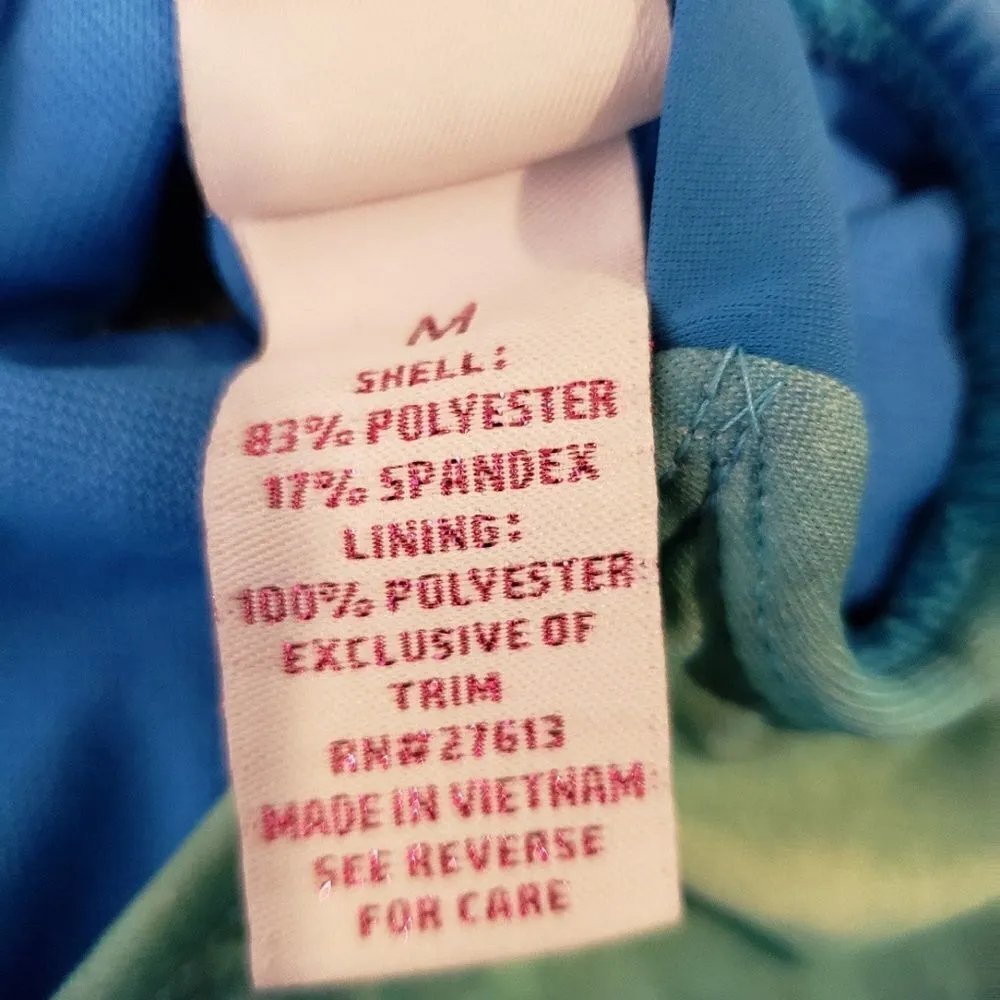 M
SHELL:
83% POLYESTER
17% SPANDEX
LINING:
100% POLYESTER
EXCLUSIVE OF
TRIM
RN#27613
MADE IN VIETNAM
SEE REVERSE
FOR CARE